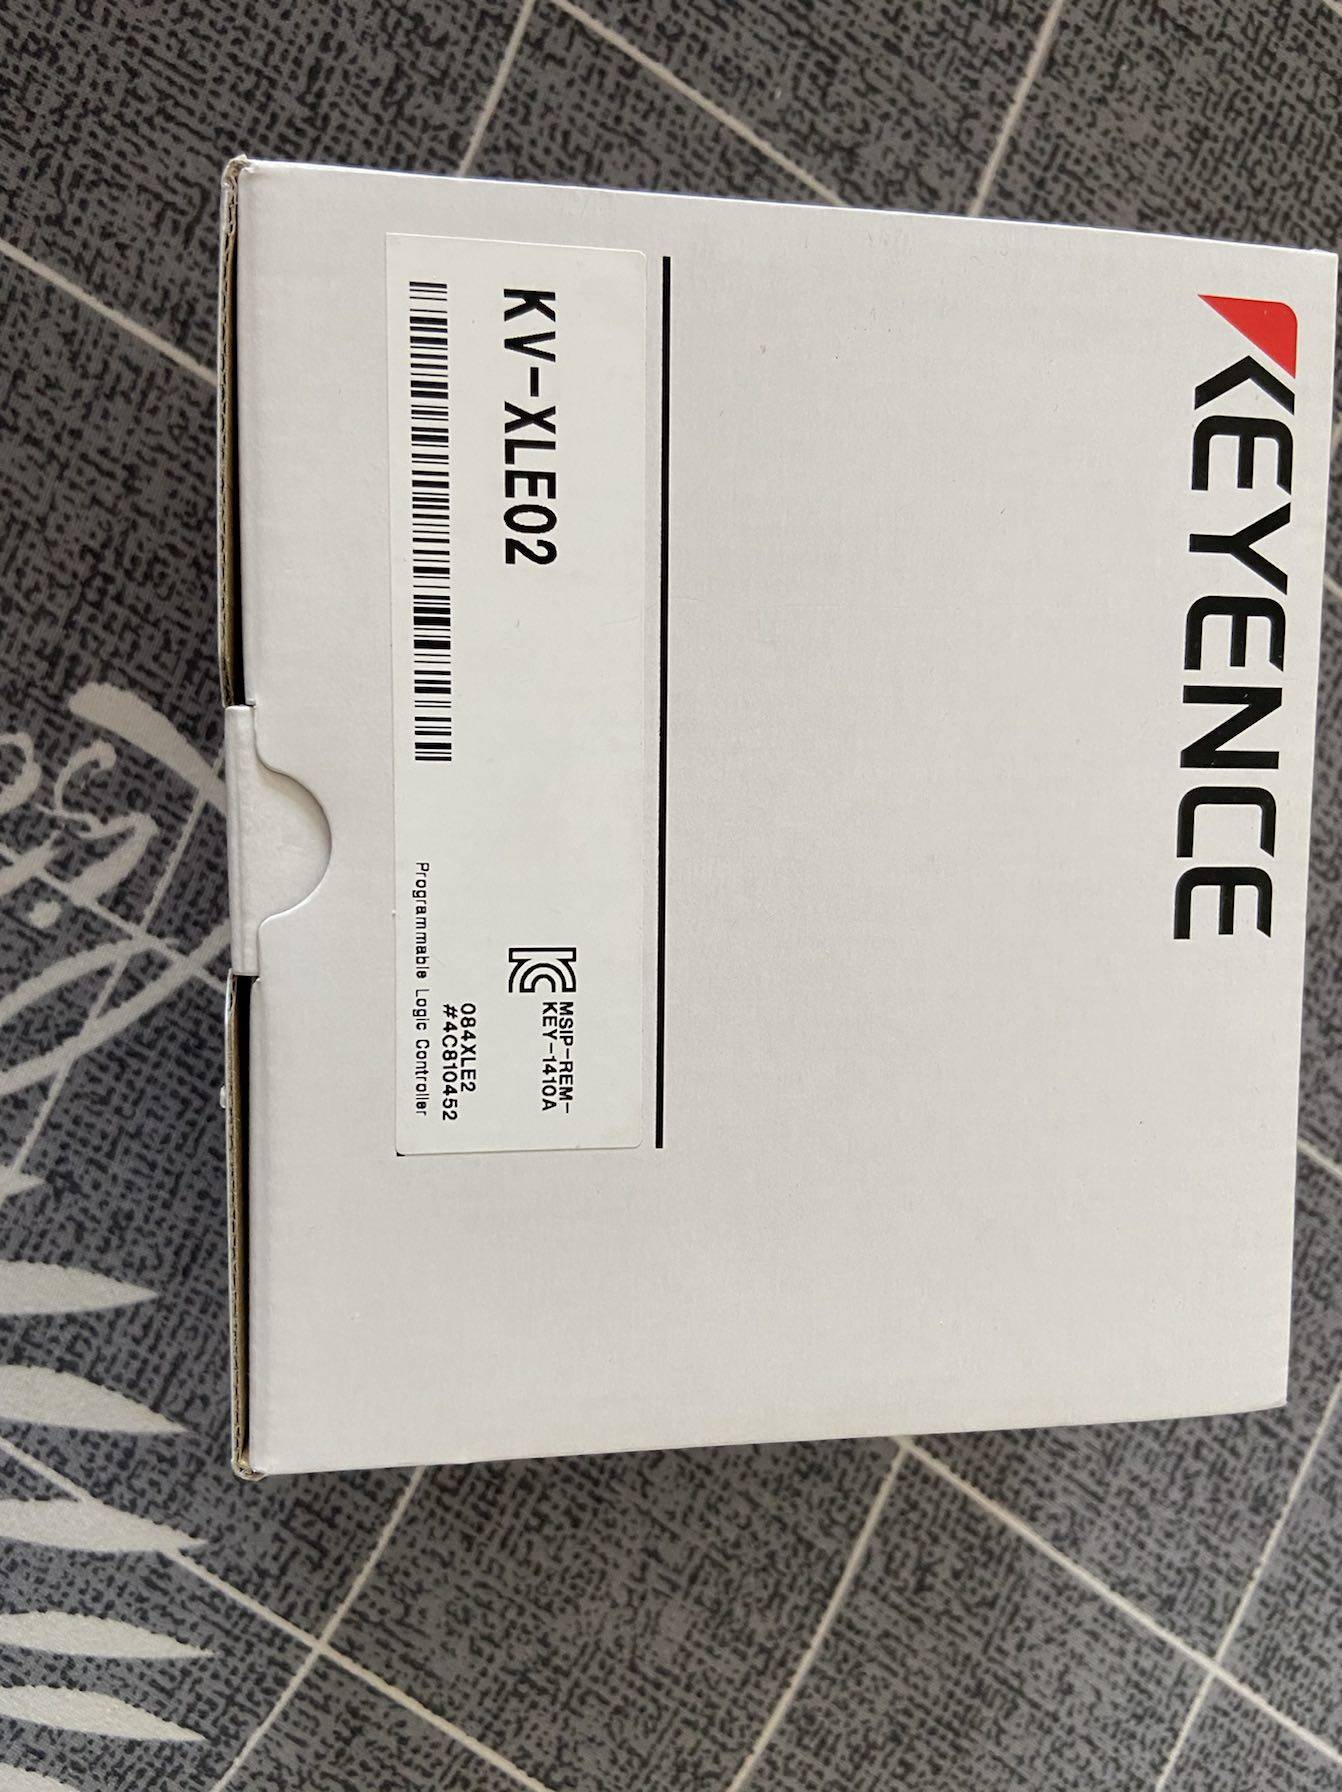 KEYENCE
KV-XLE02
MSIP-REM-
KEY-1410A
084XLE2
#4C810452
Programmable Logic Controller